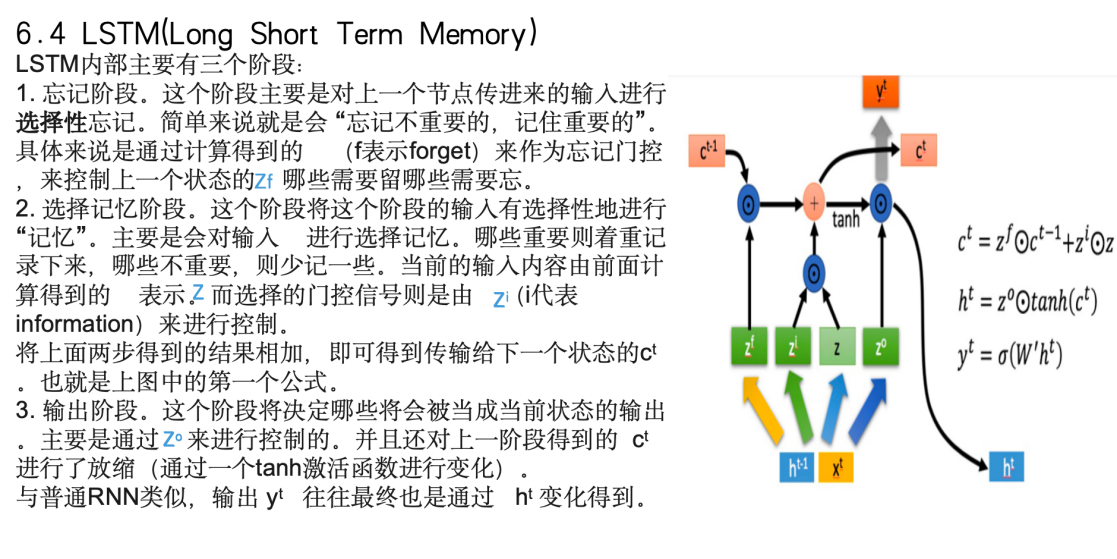 6.4 LSTM(Long Short Term Memory)
LSTM内部主要有三个阶段:
1. 忘记阶段。这个阶段主要是对上一个节点传进来的输入进行
选择性忘记。简单来说就是会 “忘记不重要的，记住重要的”。
具体来说是通过计算得到的 （f表示forget）来作为忘记门控
，来控制上一个状态的Zf 哪些需要留哪些需要忘。
2. 选择记忆阶段。这个阶段将这个阶段的输入有选择性地进行
“记忆”。主要是会对输入 进行选择记忆。哪些重要则着重记
录下来，哪些不重要，则少记一些。当前的输入内容由前面计
算得到的 表示。Z 而选择的门控信号则是由 Zⁱ (i代表
information）来进行控制。
将上面两步得到的结果相加，即可得到传输给下一个状态的cᵗ
。也就是上图中的第一个公式。
3. 输出阶段。这个阶段将决定哪些将会被当成当前状态的输出
。主要是通过Zᵒ来进行控制的。并且还对上一阶段得到的 cᵗ
进行了放缩（通过一个tanh激活函数进行变化）.
与普通RNN类似，输出 yᵗ 往往最终也是通过 hᵗ 变化得到。
yᵗ
cᵗ⁻¹
cᵗ
+
tanh
zᶠ
zⁱ
z
zᵒ
hᵗ⁻¹
xᵗ
hᵗ
cᵗ = zᶠ⊙cᵗ⁻¹+zⁱ⊙z
hᵗ = zᵒ⊙tanh(cᵗ)
yᵗ = σ(W'hᵗ)